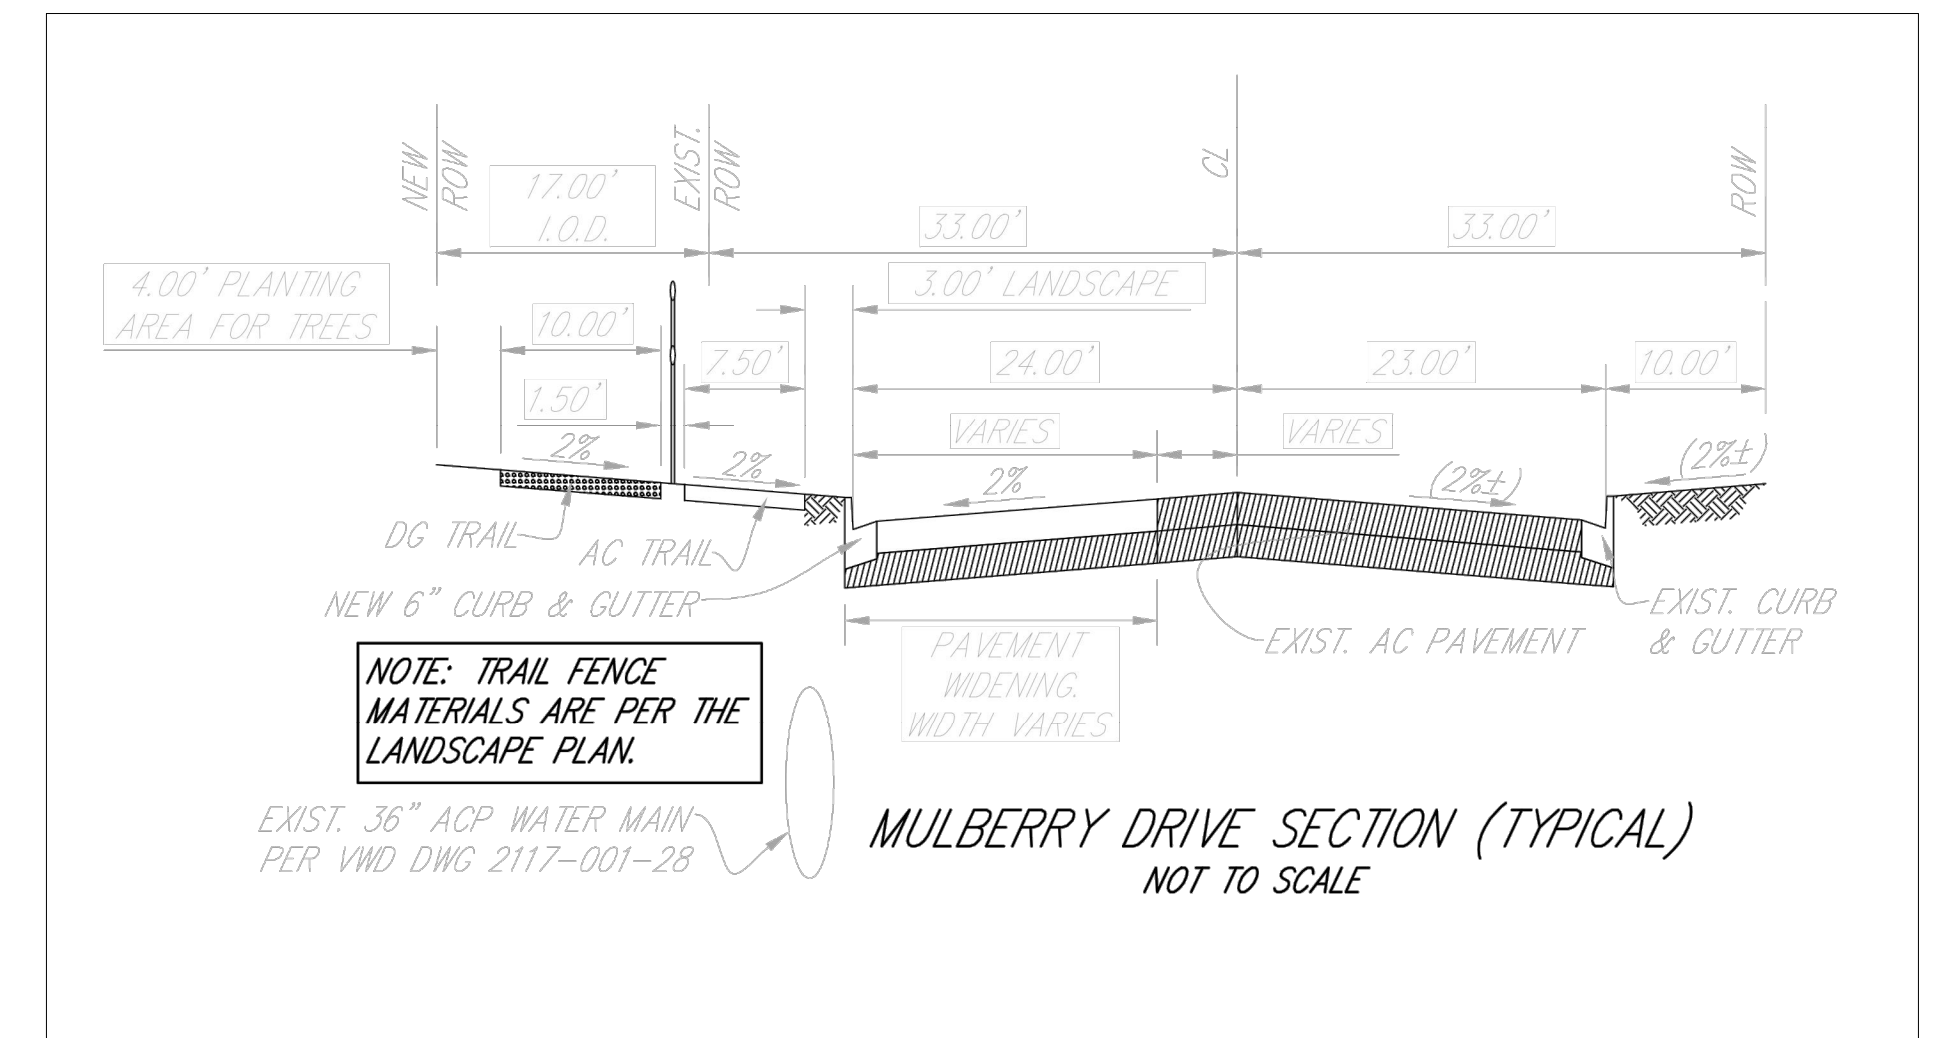 NEW
ROW
17.00'
I.O.D.
EXIST.
ROW
33.00'
CL
33.00'
ROW
4.00' PLANTING
AREA FOR TREES
3.00' LANDSCAPE
10.00'
7.50'
24.00'
23.00'
10.00'
1.50'
VARIES
VARIES
2%
2%
2%
(2%±)
(2%±)
DG TRAIL
AC TRAIL
NEW 6" CURB & GUTTER
EXIST. CURB
& GUTTER
EXIST. AC PAVEMENT
PAVEMENT
WIDENING.
WIDTH VARIES
NOTE: TRAIL FENCE
MATERIALS ARE PER THE
LANDSCAPE PLAN.
EXIST. 36" ACP WATER MAIN
PER VWD DWG 2117-001-28
MULBERRY DRIVE SECTION (TYPICAL)
NOT TO SCALE